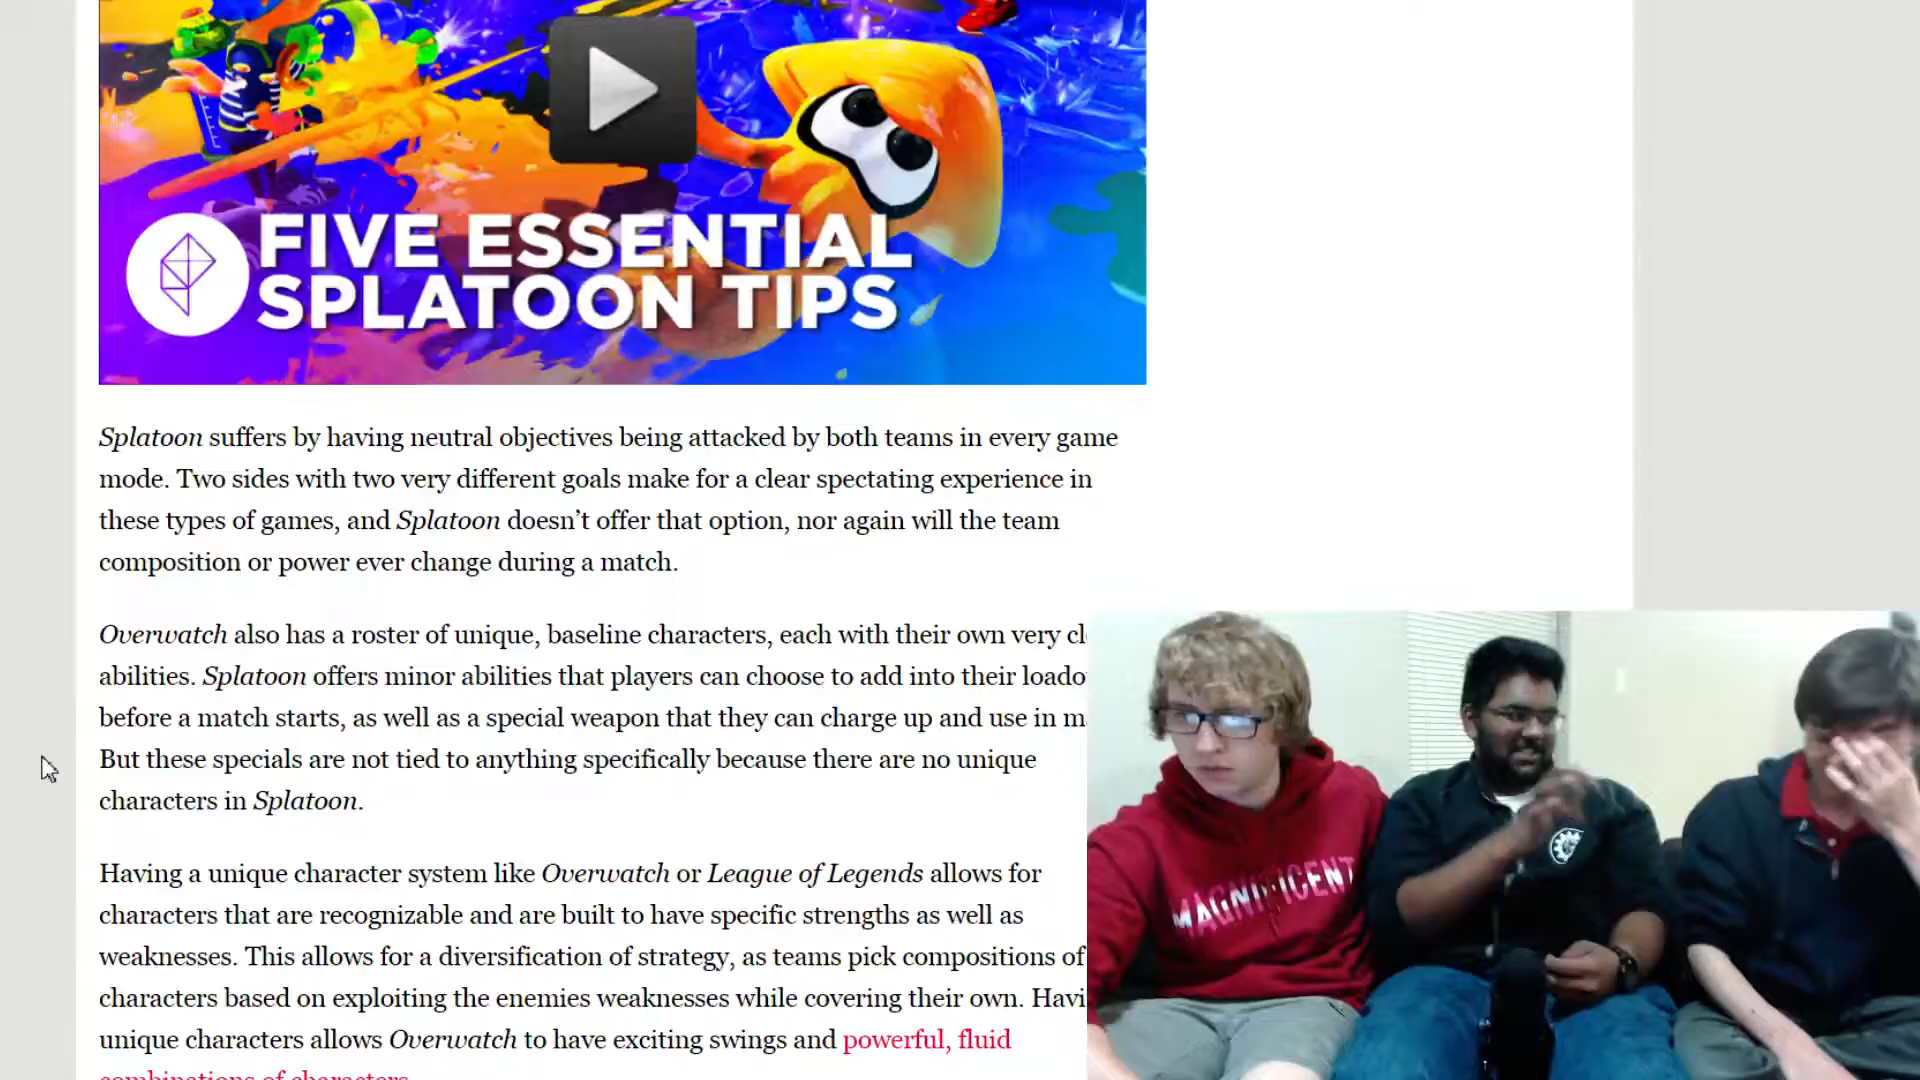 FIVE ESSENTIAL
SPLATOON TIPS
Splatoon suffers by having neutral objectives being attacked by both teams in every game
mode. Two sides with two very different goals make for a clear spectating experience in
these types of games, and Splatoon doesn’t offer that option, nor again will the team
composition or power ever change during a match.
Overwatch also has a roster of unique, baseline characters, each with their own very
abilities. Splatoon offers minor abilities that players can choose to add into their
before a match starts, as well as a special weapon that they can charge up and use in
But these specials are not tied to anything specifically because there are no unique
characters in Splatoon.
Having a unique character system like Overwatch or League of Legends allows for
characters that are recognizable and are built to have specific strengths as well as
weaknesses. This allows for a diversification of strategy, as teams pick compositions of
characters based on exploiting the enemies weaknesses while covering their own.
unique characters allows Overwatch to have exciting swings and powerful, fluid
combinations of characters
MAGNIFICENT